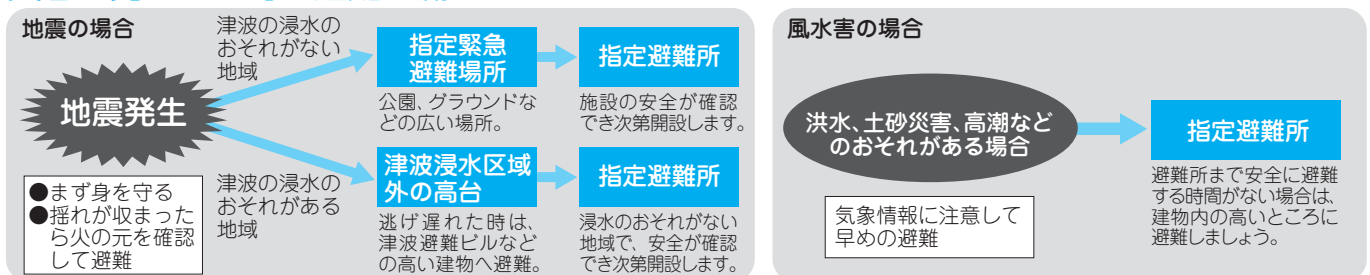 地震の場合
地震発生
●まず身を守る
●揺れが収まった
ら火の元を確認
して避難
津波の浸水の
おそれがない
地域
指定緊急
避難場所
公園、グラウンドな
どの広い場所。
指定避難所
施設の安全が確認
でき次第開設します。
津波の浸水の
おそれがある
地域
津波浸水区域
外の高台
逃げ遅れた時は、
津波避難ビルなど
の高い建物へ避難。
指定避難所
浸水のおそれがない
地域で、安全が確認
でき次第開設します。
風水害の場合
洪水、土砂災害、高潮など
のおそれがある場合
気象情報に注意して
早めの避難
指定避難所
避難所まで安全に避難
する時間がない場合は、
建物内の高いところに
避難しましょう。